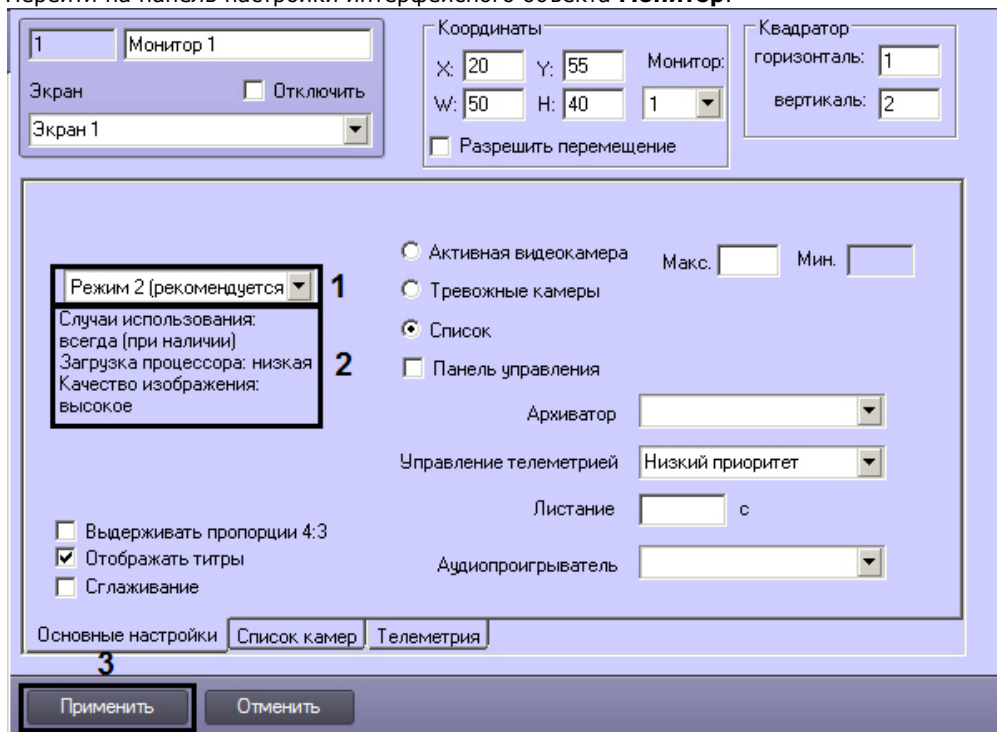 Перейти на панель настройки интерфейсного объекта Монитор.
1 Монитор 1
Экран Отключить
Экран 1
Координаты
X: 20 Y: 55 Монитор:
W: 50 H: 40 1
Разрешить перемещение
Квадратор
горизонталь: 1
вертикаль: 2
Режим 2 (рекомендуется 1
Случаи использования:
всегда (при наличии)
Загрузка процессора: низкая 2
Качество изображения:
высокое
Активная видеокамера Макс. Мин.
Тревожные камеры
Список
Панель управления
Архиватор
Управление телеметрией Низкий приоритет
Листание с
Аудиопроигрыватель
Выдерживать пропорции 4:3
Отображать титры
Сглаживание
Основные настройки Список камер Телеметрия
3
Применить Отменить